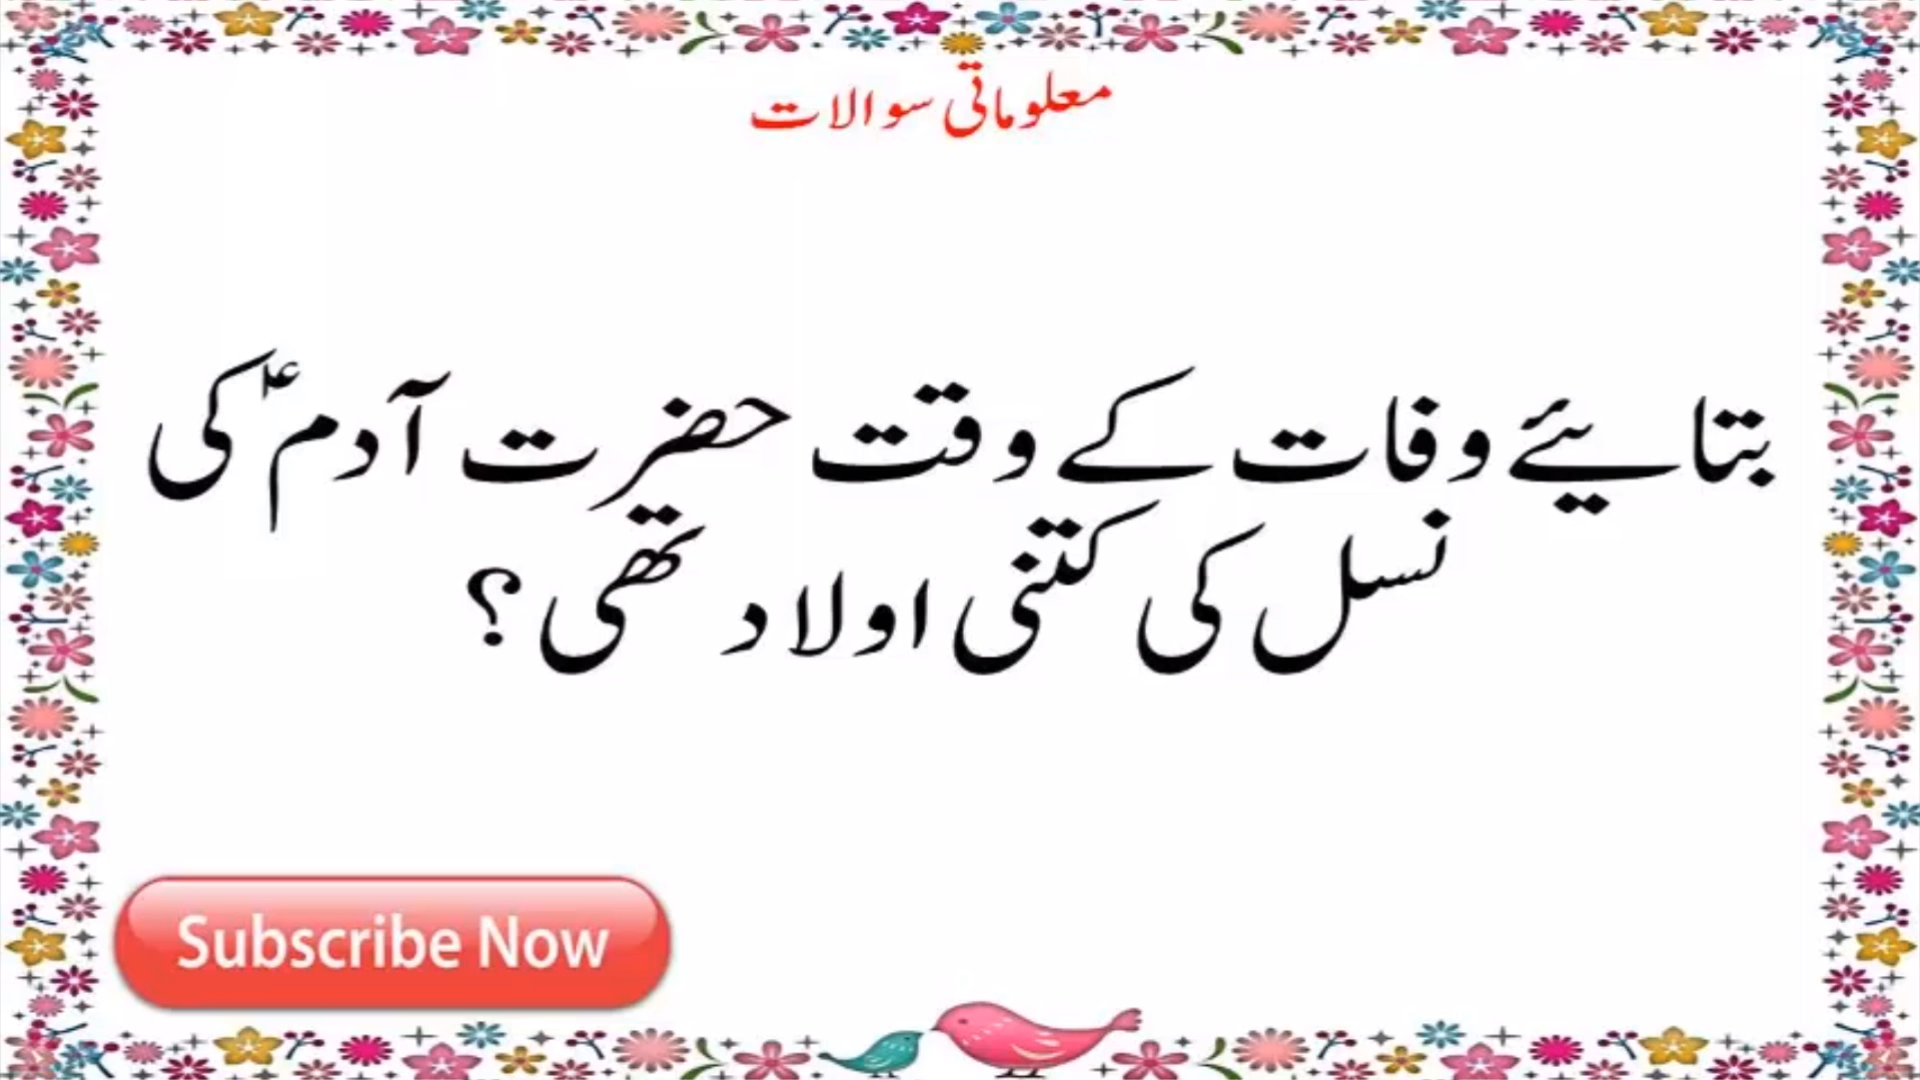 معلوماتی سوالات
بتایئے وفات کے وقت حضرت آدمؑ کی
نسل کی کتنی اولاد تھی؟
Subscribe Now